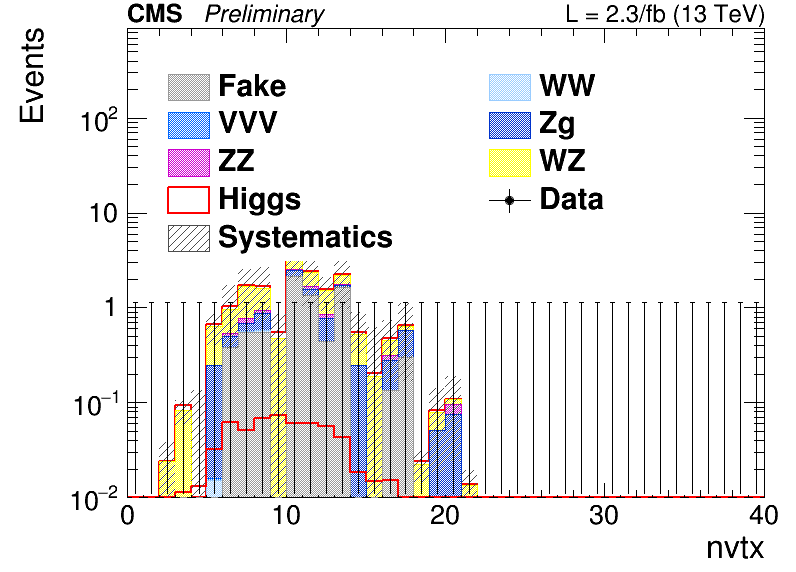 CMS Preliminary L = 2.3/fb (13 TeV)
Events
Fake WW
VVV Zg
ZZ WZ
Higgs Data
Systematics
10²
10
1
10⁻¹
10⁻²
0 10 20 30 40
nvtx